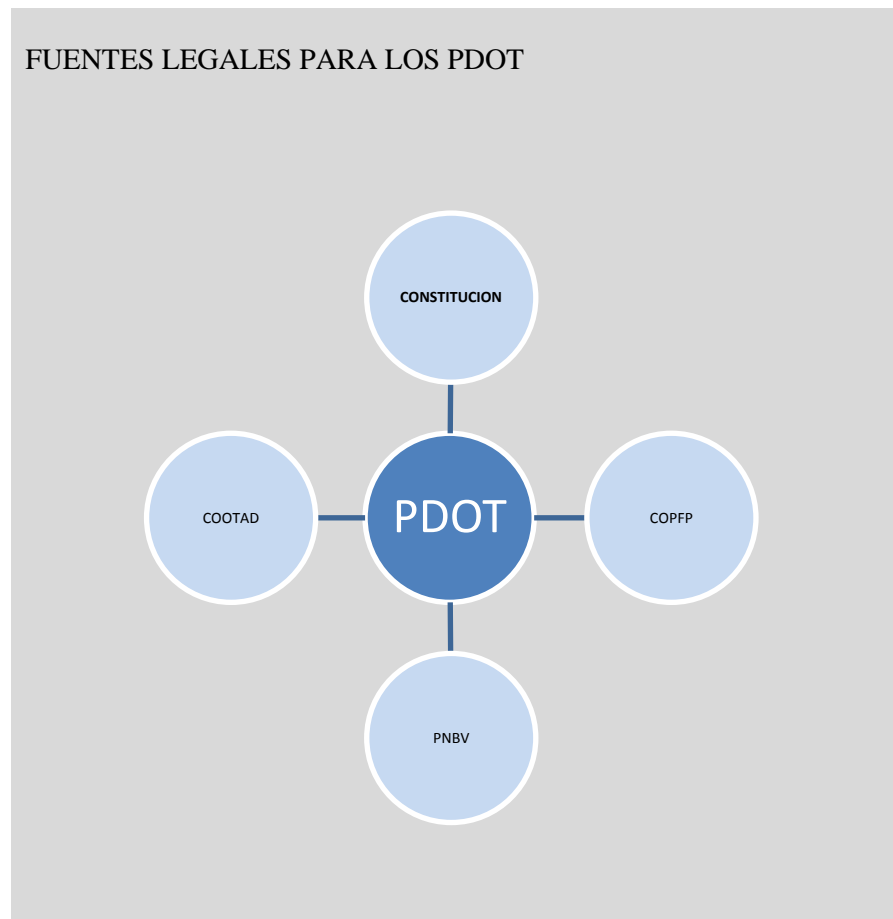 FUENTES LEGALES PARA LOS PDOT
CONSTITUCION
COOTAD
PDOT
COPFP
PNBV